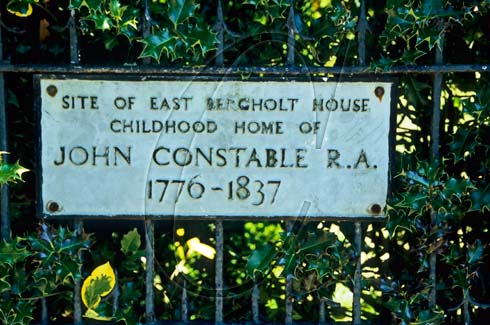 SITE OF EAST BERGHOLT HOUSE
CHILDHOOD HOME OF
JOHN CONSTABLE R.A.
1776-1837